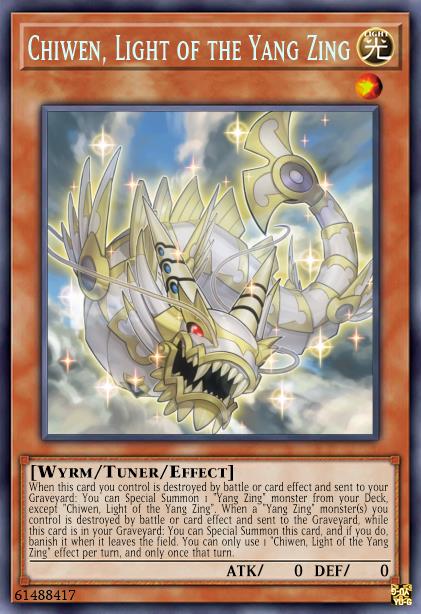 CHIWEN, LIGHT OF THE YANG ZING
LIGHT
光
[WYRM/TUNER/EFFECT]
When this card you control is destroyed by battle or card effect and sent to your
Graveyard: You can Special Summon 1 "Yang Zing" monster from your Deck,
except "Chiwen, Light of the Yang Zing". When a "Yang Zing" monster(s) you
control is destroyed by battle or card effect and sent to the Graveyard, while
this card is in your Graveyard: You can Special Summon this card, and if you do,
banish it when it leaves the field. You can only use 1 "Chiwen, Light of the Yang
Zing" effect per turn, and only once that turn.
ATK/ 0 DEF/ 0
61488417